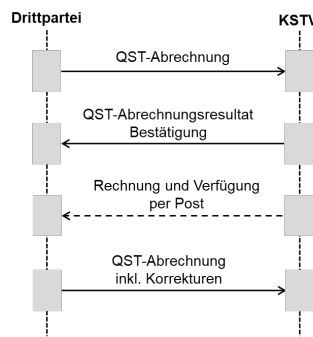 Drittpartei KSTV
QST-Abrechnung
QST-Abrechnungsresultat
Bestätigung
Rechnung und Verfügung
per Post
QST-Abrechnung
inkl. Korrekturen